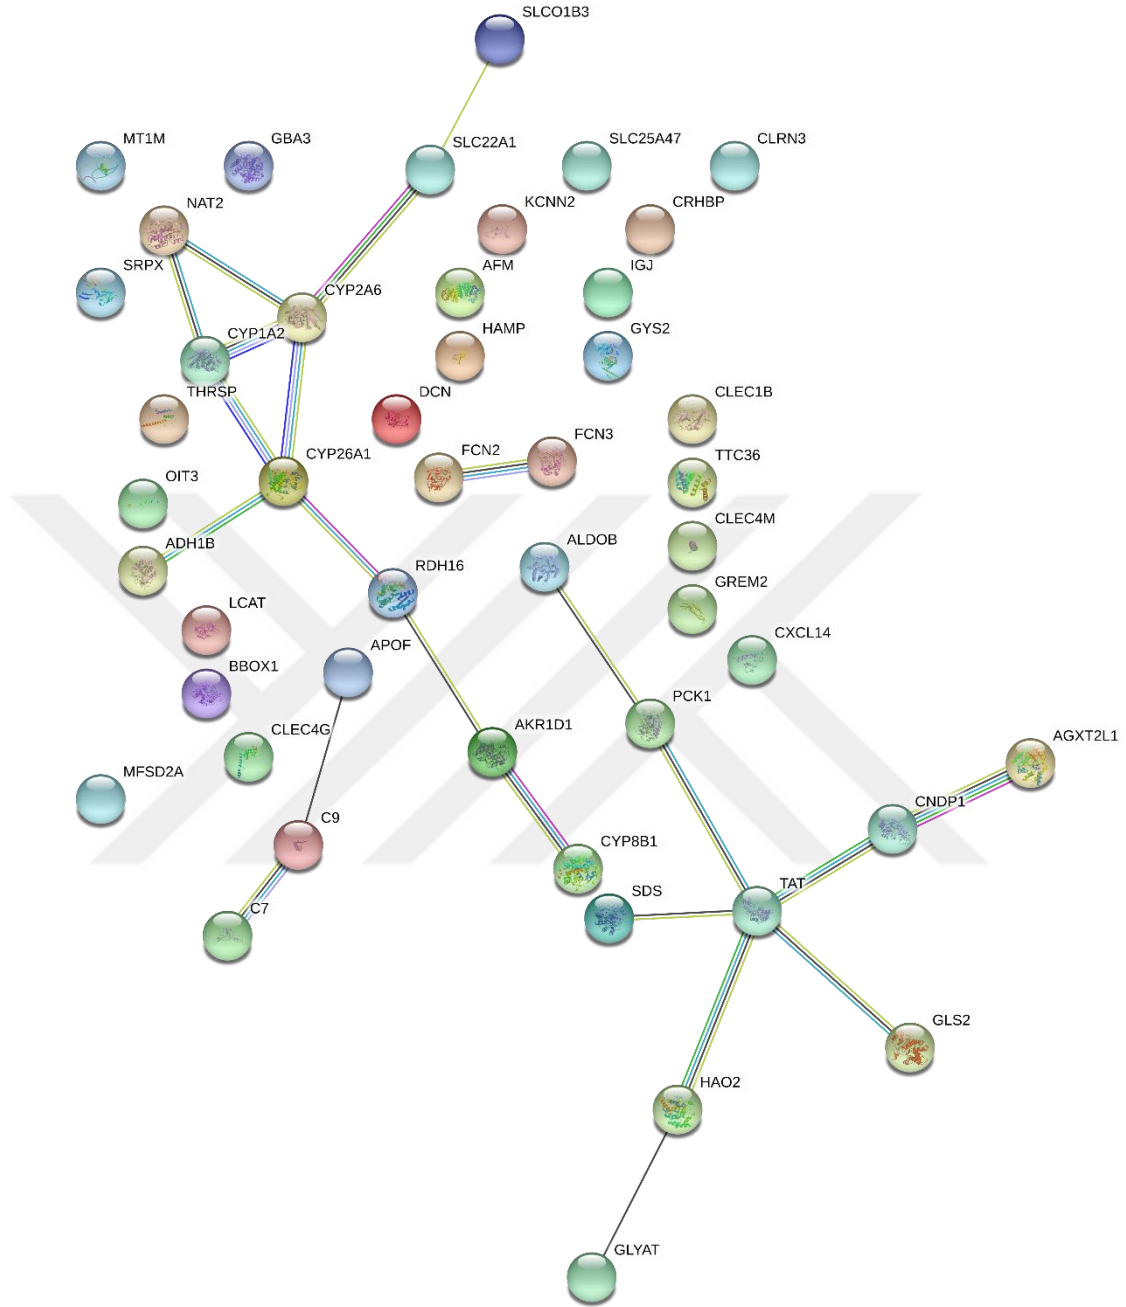 SLCO1B3
MT1M
GBA3
SLC22A1
SLC25A47
CLRN3
NAT2
KCNN2
CRHBP
SRPX
CYP2A6
AFM
IGJ
CYP1A2
HAMP
GYS2
THRSP
DCN
CLEC1B
CYP26A1
FCN2
FCN3
TTC36
OIT3
CLEC4M
ADH1B
RDH16
ALDOB
GREM2
LCAT
APOF
CXCL14
BBOX1
PCK1
CLEC4G
AKR1D1
AGXT2L1
MFSD2A
CNDP1
C9
CYP8B1
TAT
SDS
C7
GLS2
HAO2
GLYAT